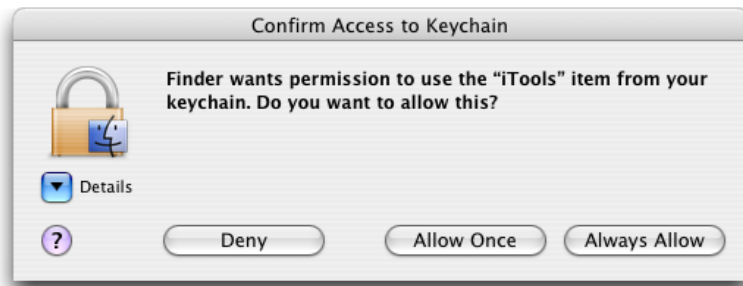 Confirm Access to Keychain
Finder wants permission to use the “iTools” item from your
keychain. Do you want to allow this?
Details
?
Deny
Allow Once
Always Allow